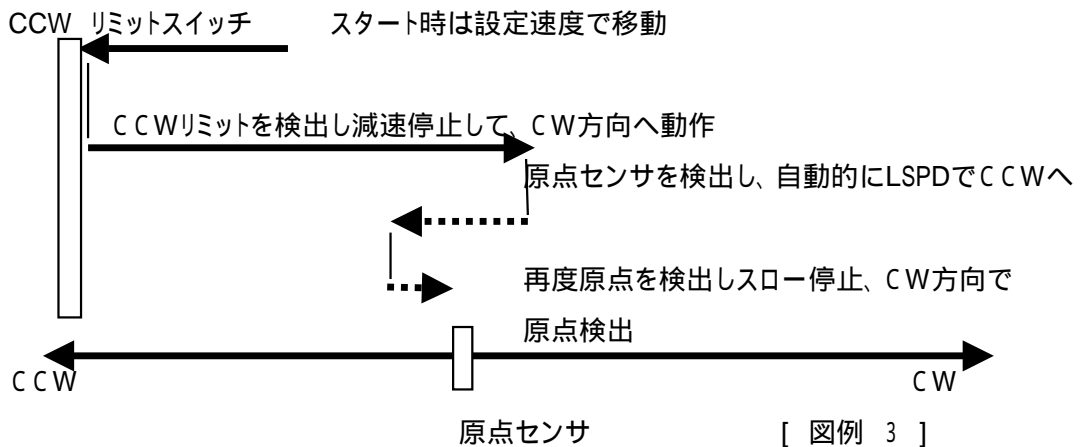 CCW リミットスイッチ スタート時は設定速度で移動
CCWリミットを検出し減速停止して、CW方向へ動作
原点センサを検出し、自動的にLSPDでCCWへ
再度原点を検出しスロー停止、CW方向で
原点検出
CCW CW
原点センサ [ 図例 3 ]